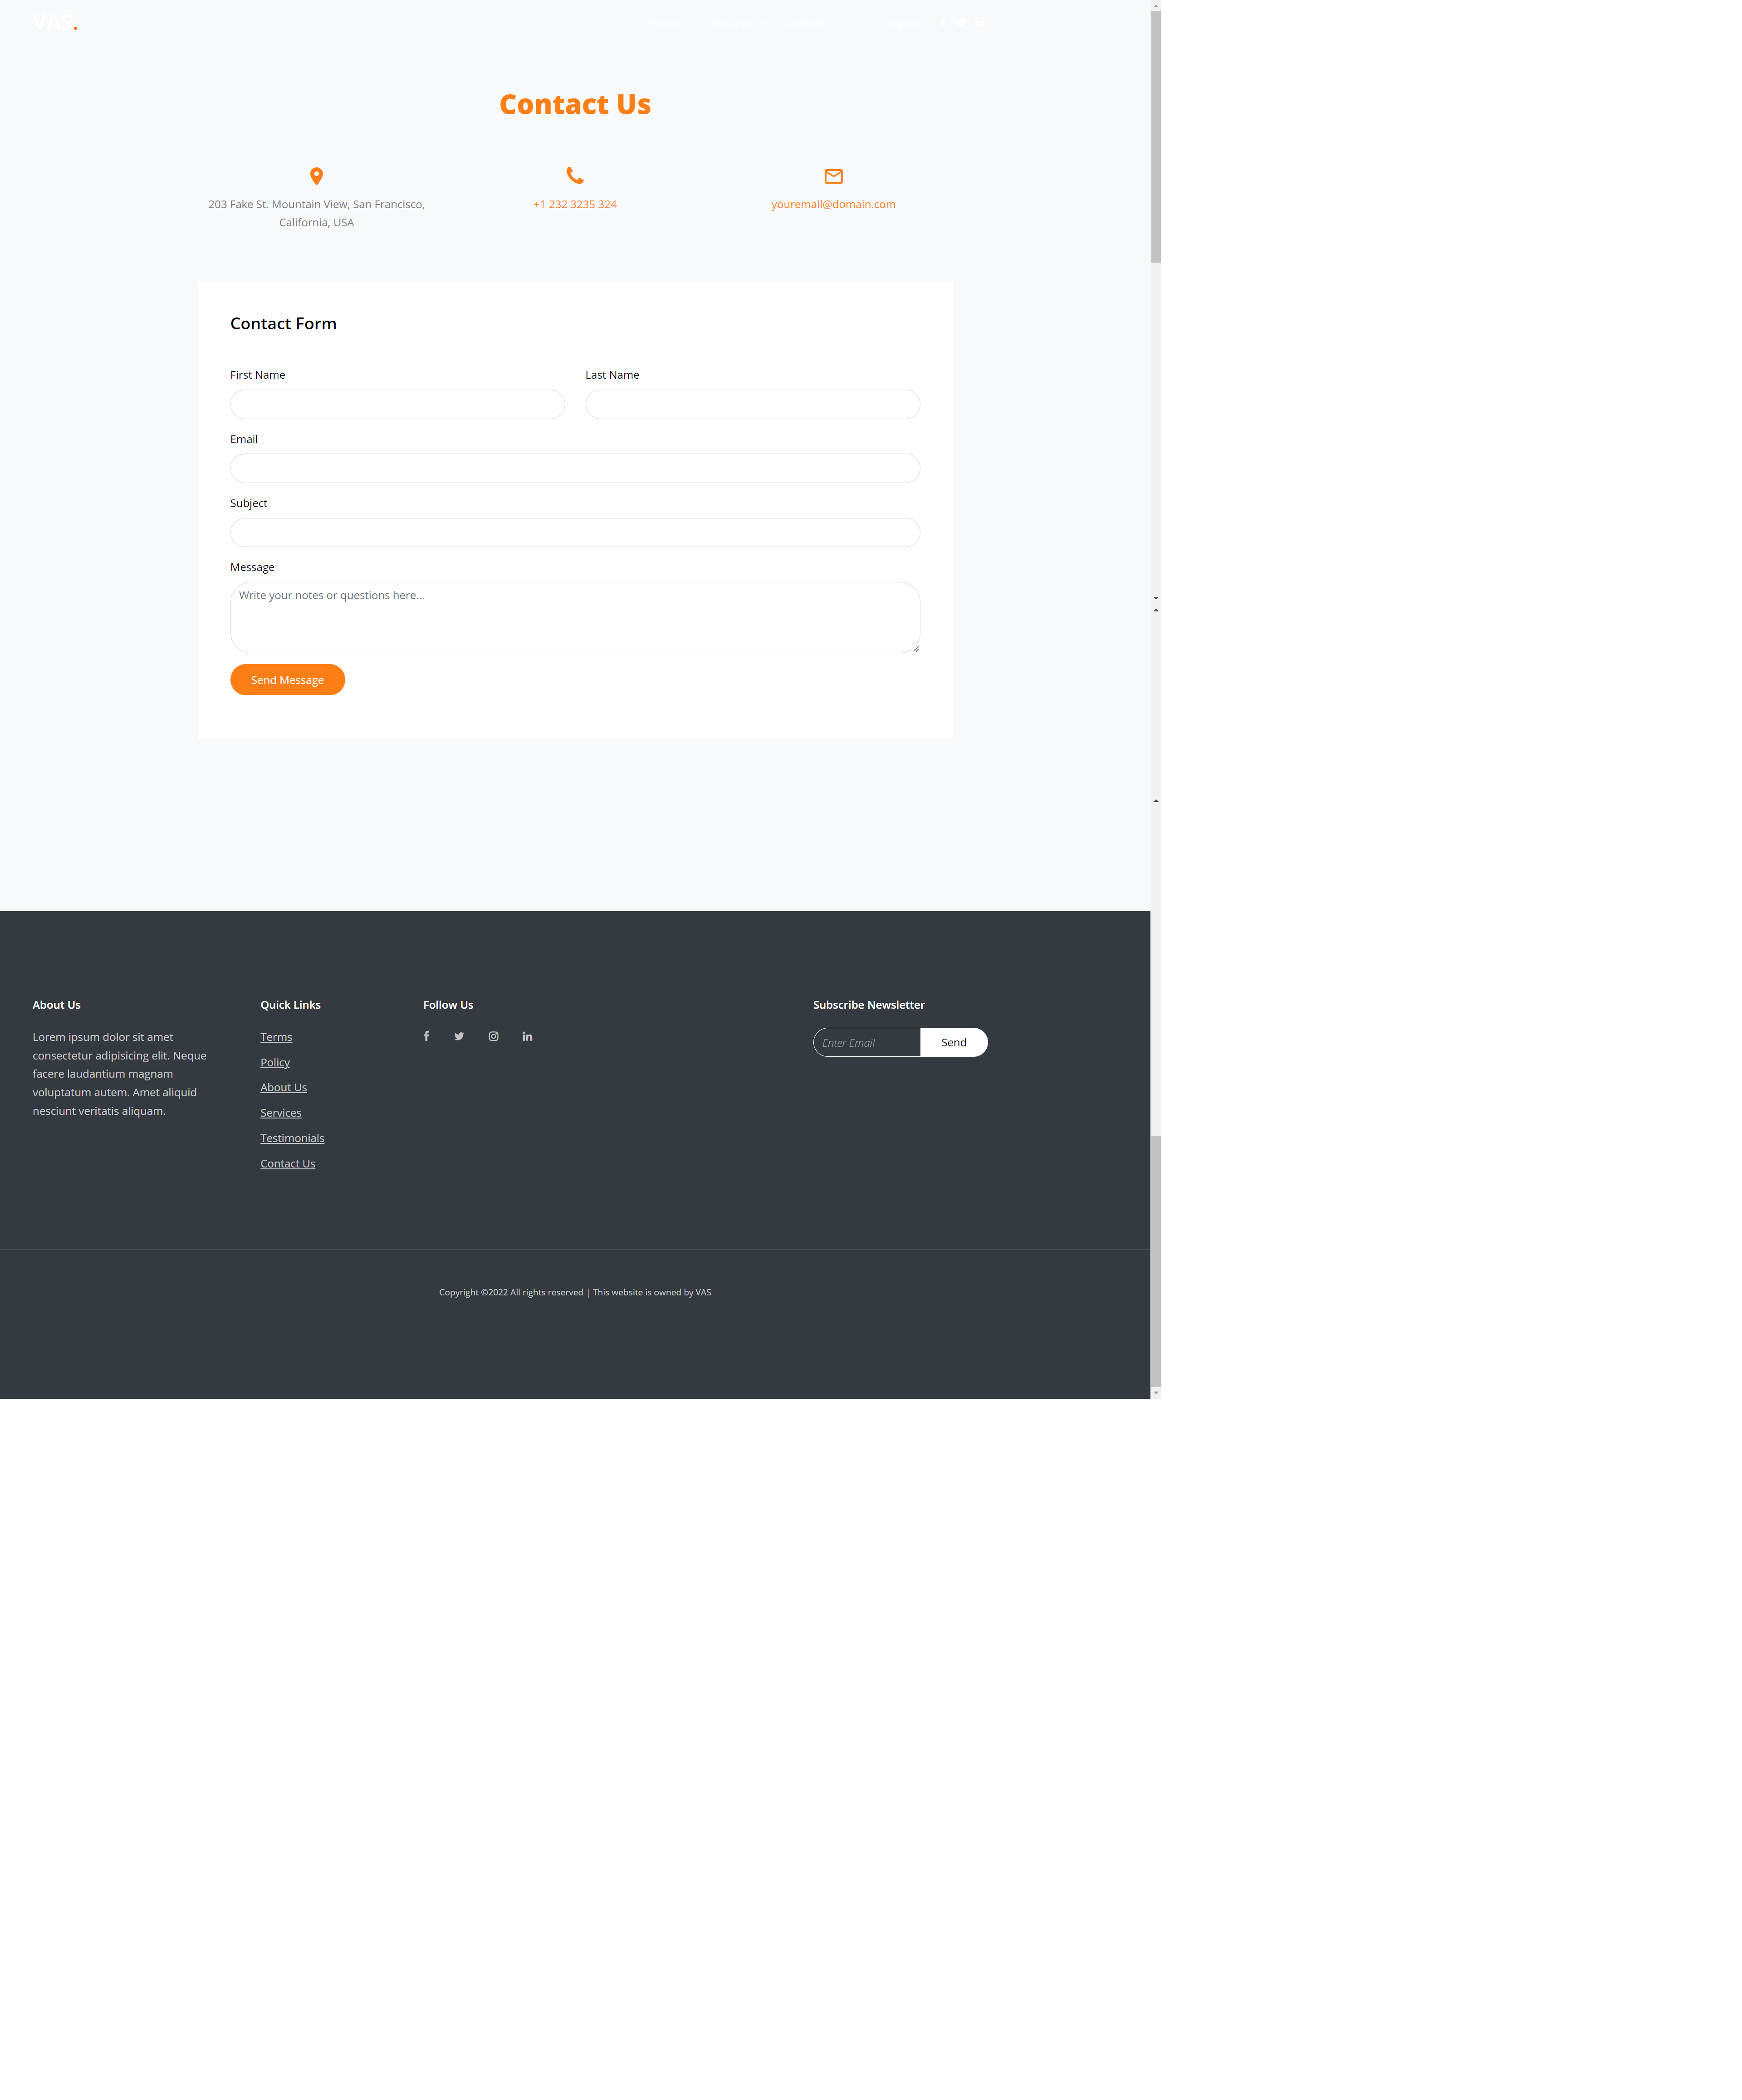 VAS.
Contact Us
203 Fake St. Mountain View, San Francisco,
California, USA
+1 232 3235 324
youremail@domain.com
Contact Form
First Name
Last Name
Email
Subject
Message
Write your notes or questions here...
Send Message
About Us
Lorem ipsum dolor sit amet
consectetur adipisicing elit. Neque
facere laudantium magnam
voluptatum autem. Amet aliquid
nesciunt veritatis aliquam.
Quick Links
Terms
Policy
About Us
Services
Testimonials
Contact Us
Follow Us
Subscribe Newsletter
Enter Email
Send
Copyright ©2022 All rights reserved | This website is owned by VAS